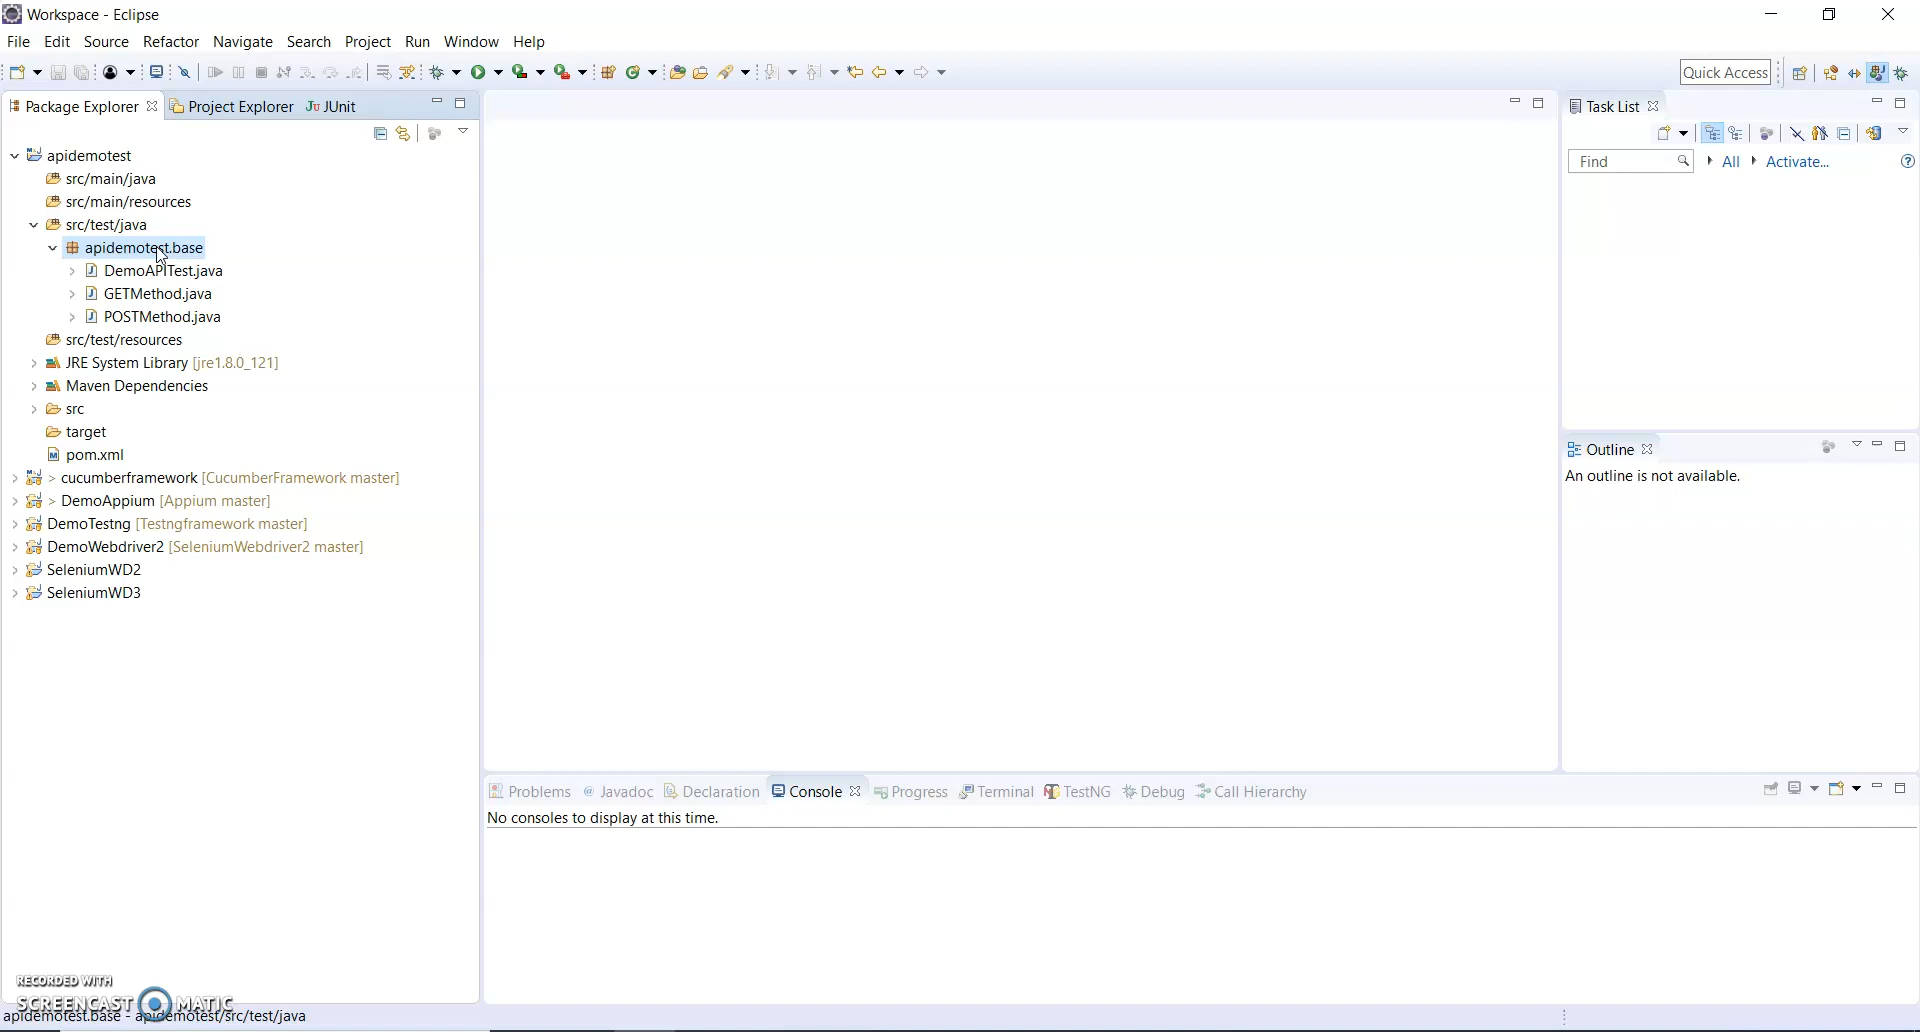 Workspace - Eclipse
File Edit Source Refactor Navigate Search Project Run Window Help
Quick Access
Package Explorer Project Explorer JUnit
apidemotest
src/main/java
src/main/resources
src/test/java
apidemotest.base
DemoAPITest.java
GETMethod.java
POSTMethod.java
src/test/resources
JRE System Library [jre1.8.0_121]
Maven Dependencies
src
target
pom.xml
> cucumberframework [CucumberFramework master]
> DemoAppium [Appium master]
DemoTestng [Testngframework master]
DemoWebdriver2 [SeleniumWebdriver2 master]
SeleniumWD2
SeleniumWD3
Task List
Find All Activate...
Outline
An outline is not available.
Problems Javadoc Declaration Console Progress Terminal TestNG Debug Call Hierarchy
No consoles to display at this time.
RECORDED WITH
SCREENCAST MATIC
apidemotest.base - apidemotest/src/test/java